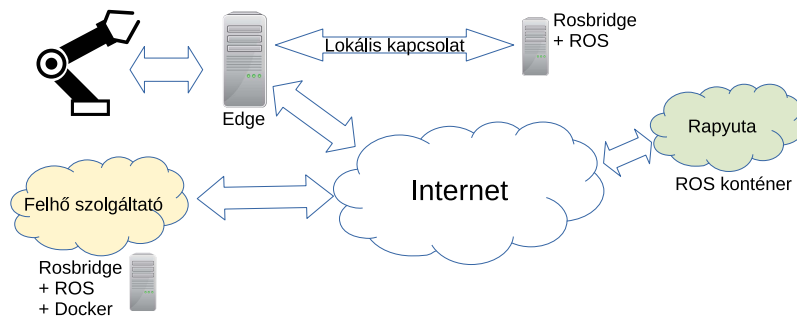 Lokális kapcsolat
Rosbridge
+ ROS
Edge
Rapyuta
ROS konténer
Internet
Felhő szolgáltató
Rosbridge
+ ROS
+ Docker